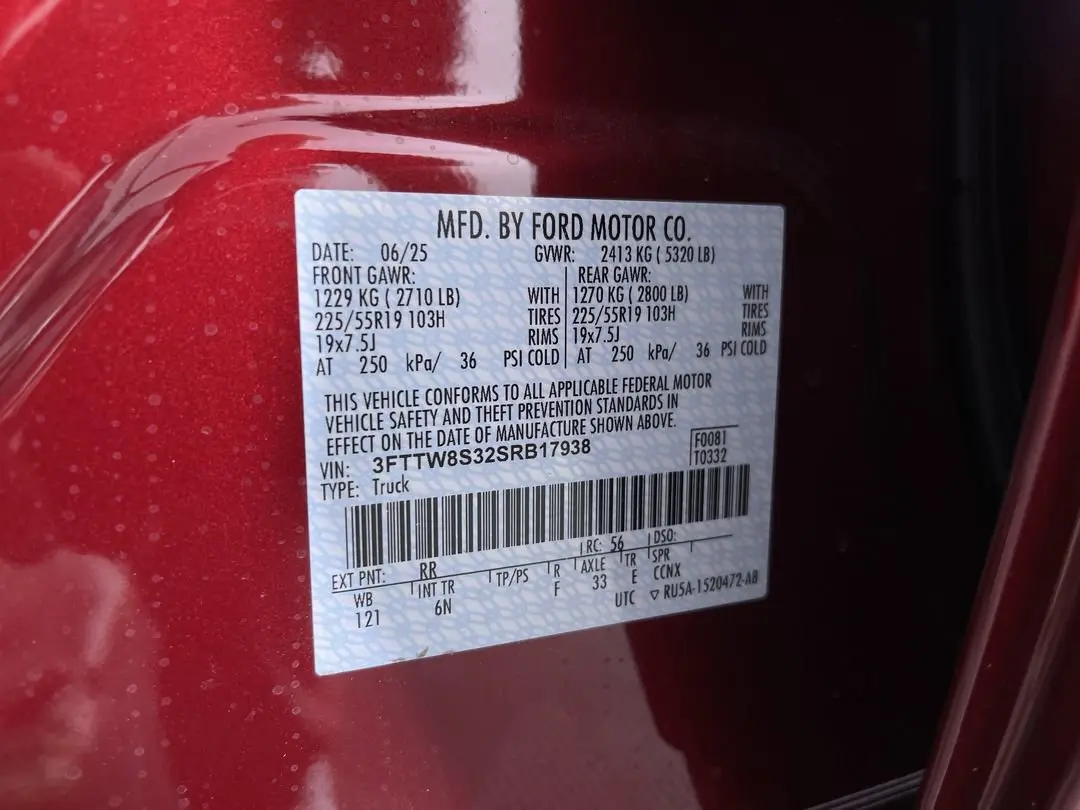 MFD. BY FORD MOTOR CO.
DATE: 06/25 GVWR: 2413 KG ( 5320 LB)
FRONT GAWR: REAR GAWR:
1229 KG ( 2710 LB) WITH 1270 KG ( 2800 LB) WITH
225/55R19 103H TIRES 225/55R19 103H TIRES
19x7.5J RIMS 19x7.5J RIMS
AT 250 kPa/ 36 PSI COLD AT 250 kPa/ 36 PSI COLD
THIS VEHICLE CONFORMS TO ALL APPLICABLE FEDERAL MOTOR
VEHICLE SAFETY AND THEFT PREVENTION STANDARDS IN
EFFECT ON THE DATE OF MANUFACTURE SHOWN ABOVE.
VIN: 3FTTW8S32SRB17938 F0081
TYPE: Truck T0332
EXT PNT: RR RC: 56 DSO:
WB INT TR TP/PS R AXLE TR SPR
121 6N F 33 E CCNX
UTC ▽ RU5A-1520472-AB